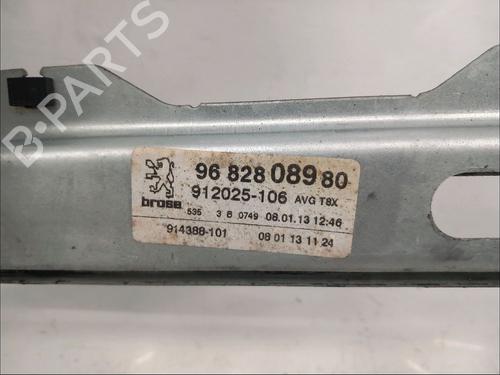 B-PARTS
96 828 089 80
912025-106 AVG T8X
brose
535 3 6 0749 08.01.13 12:46
914388-101 08 01 13 11 24